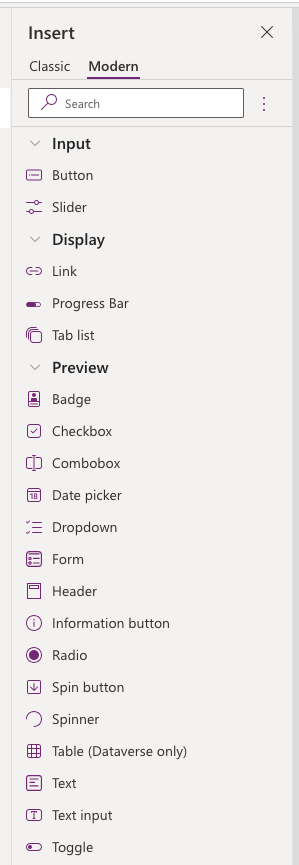 Insert
Classic Modern
Search
Input
Button
Slider
Display
Link
Progress Bar
Tab list
Preview
Badge
Checkbox
Combobox
18 Date picker
Dropdown
Form
Header
Information button
Radio
Spin button
Spinner
Table (Dataverse only)
Text
Text input
Toggle